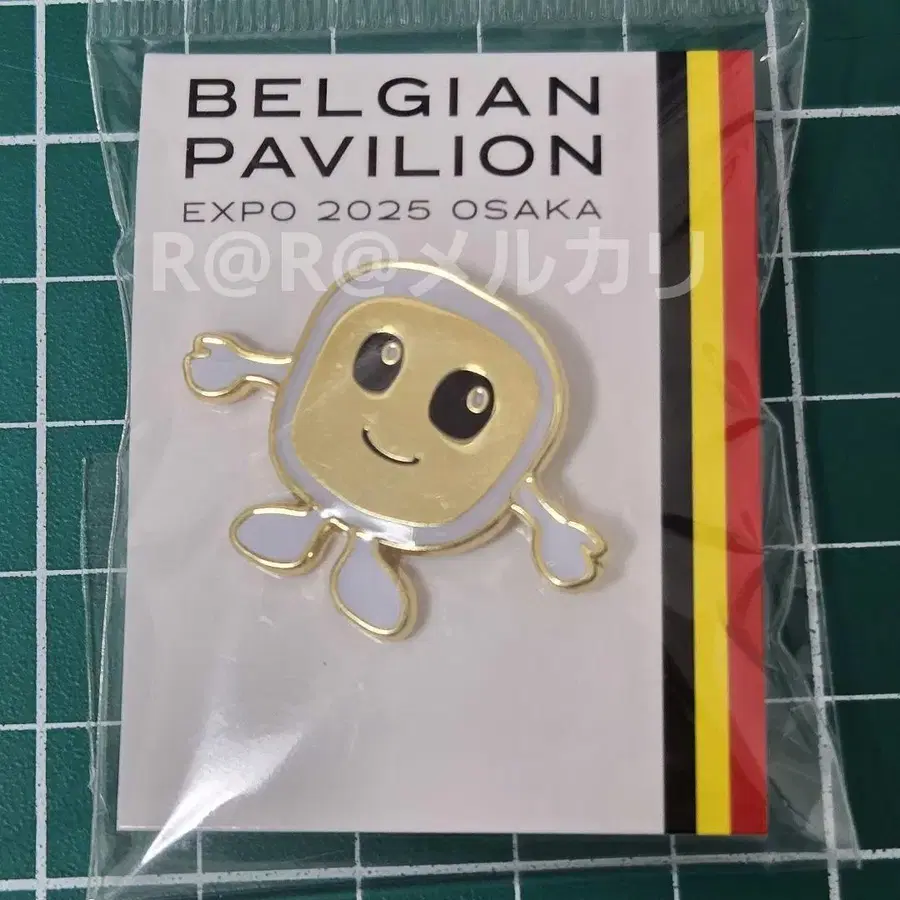 BELGIAN
PAVILION
EXPO 2025 OSAKA
R@R@メルカリ